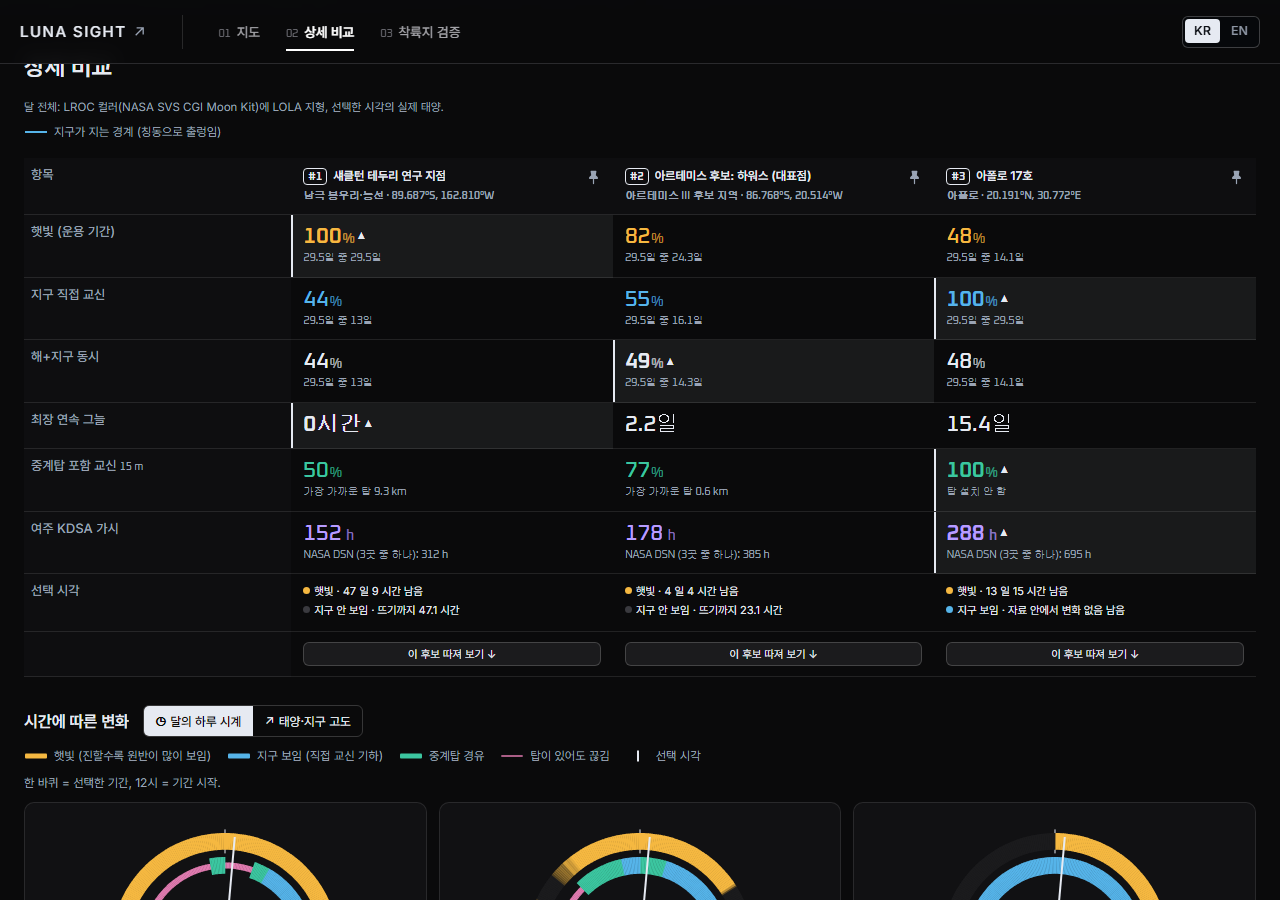 LUNA SIGHT ↗
01 지도
02 상세 비교
03 착륙지 검증
KR EN
상세 비교
달 전체: LROC 컬러(NASA SVS CGI Moon Kit)에 LOLA 지형, 선택한 시각의 실제 태양.
지구가 지는 경계 (칭동으로 출렁임)
항목
#1 섀클턴 테두리 연구 지점
남극 봉우리·능선 · 89.687°S, 162.810°W
#2 아르테미스 후보: 하워스 (대표점)
아르테미스 III 후보 지역 · 86.768°S, 20.514°W
#3 아폴로 17호
아폴로 · 20.191°N, 30.772°E
햇빛 (운용 기간)
100% ▲
29.5일 중 29.5일
82%
29.5일 중 24.3일
48%
29.5일 중 14.1일
지구 직접 교신
44%
29.5일 중 13일
55%
29.5일 중 16.1일
100% ▲
29.5일 중 29.5일
해+지구 동시
44%
29.5일 중 13일
49% ▲
29.5일 중 14.3일
48%
29.5일 중 14.1일
최장 연속 그늘
0시간 ▲
2.2일
15.4일
중계탑 포함 교신 15 m
50%
가장 가까운 탑 9.3 km
77%
가장 가까운 탑 0.6 km
100% ▲
탑 설치 안 함
여주 KDSA 가시
152 h
NASA DSN (3곳 중 하나): 312 h
178 h
NASA DSN (3곳 중 하나): 385 h
288 h ▲
NASA DSN (3곳 중 하나): 695 h
선택 시각
햇빛 · 47 일 9 시간 남음
지구 안 보임 · 뜨기까지 47.1 시간
햇빛 · 4 일 4 시간 남음
지구 안 보임 · 뜨기까지 23.1 시간
햇빛 · 13 일 15 시간 남음
지구 보임 · 자료 안에서 변화 없음 남음
이 후보 따져 보기 ↓
이 후보 따져 보기 ↓
이 후보 따져 보기 ↓
시간에 따른 변화
달의 하루 시계
↗ 태양·지구 고도
햇빛 (진할수록 원반이 많이 보임)
지구 보임 (직접 교신 기하)
중계탑 경유
탑이 있어도 끊김
선택 시각
한 바퀴 = 선택한 기간, 12시 = 기간 시작.